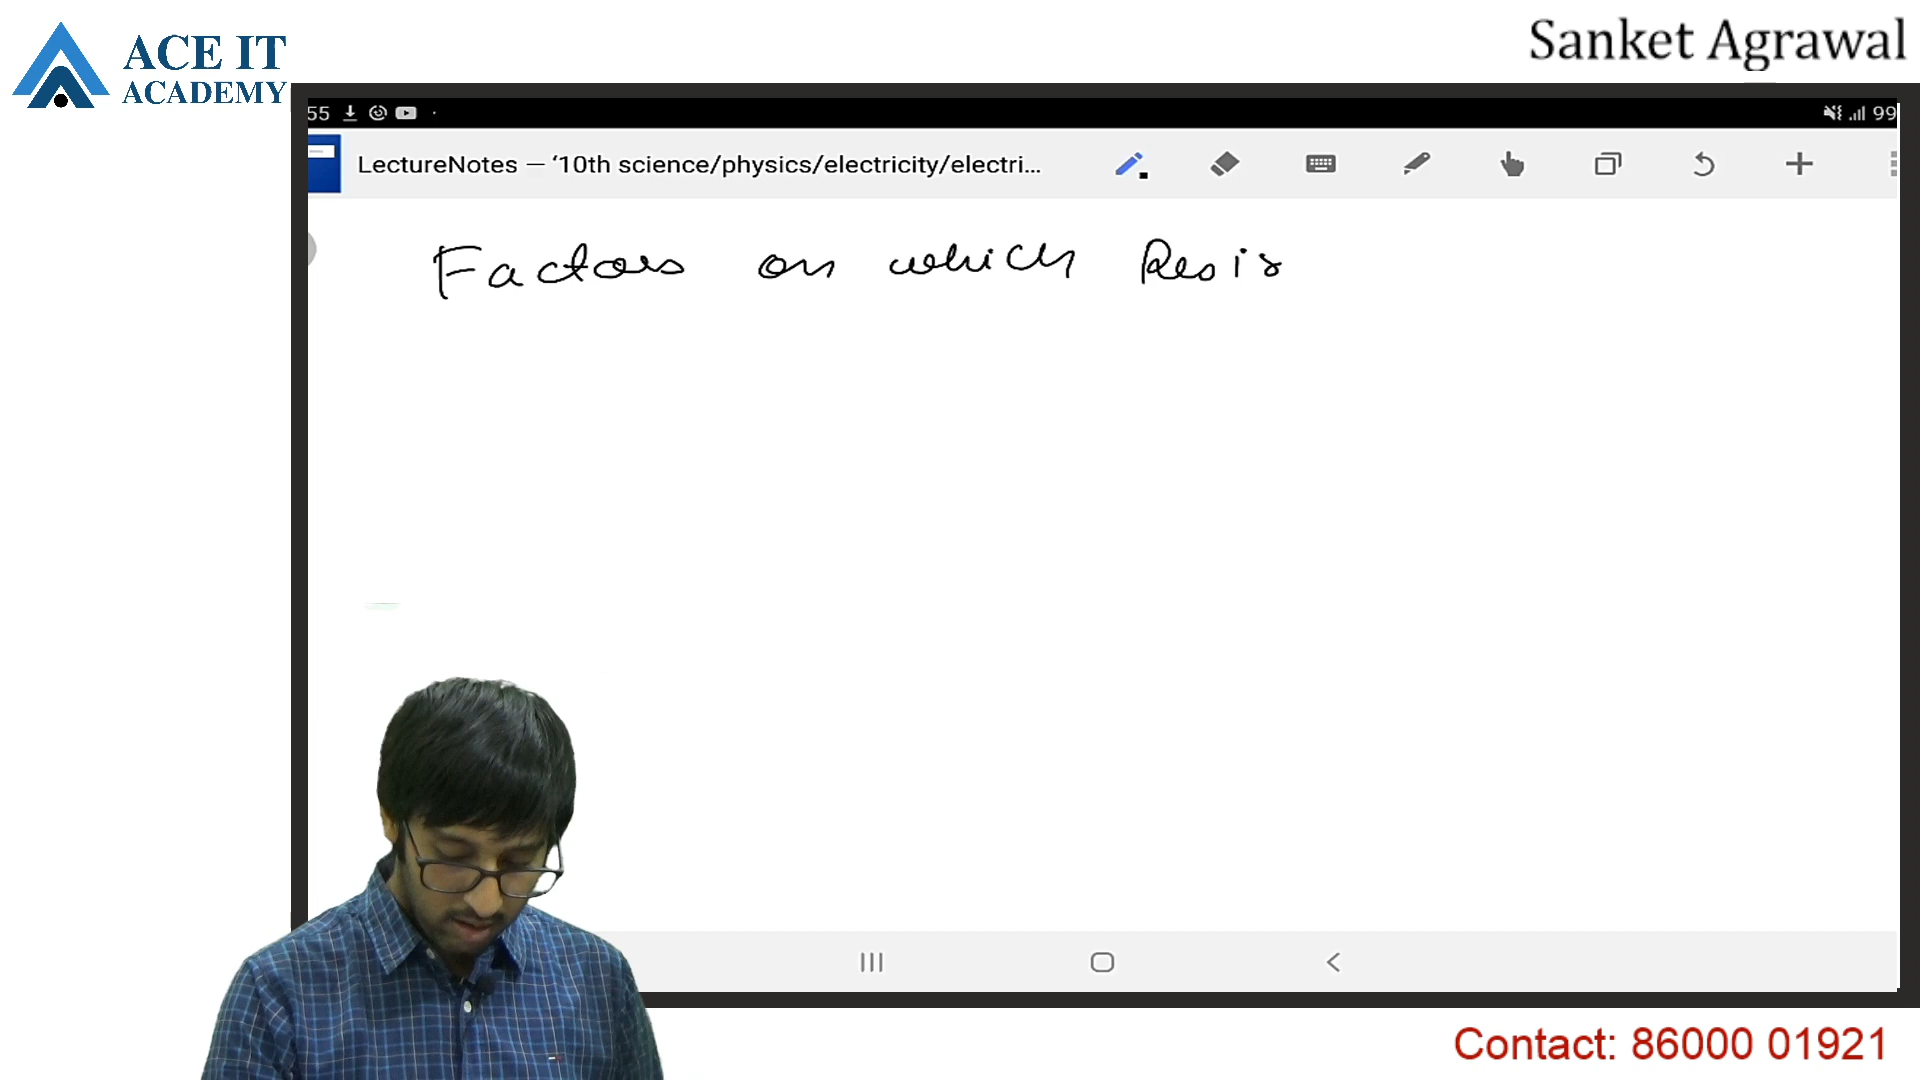 ACE IT
ACADEMY
Sanket Agrawal
55
99
LectureNotes — ‘10th science/physics/electricity/electri...
Factors on which Resis
Contact: 86000 01921